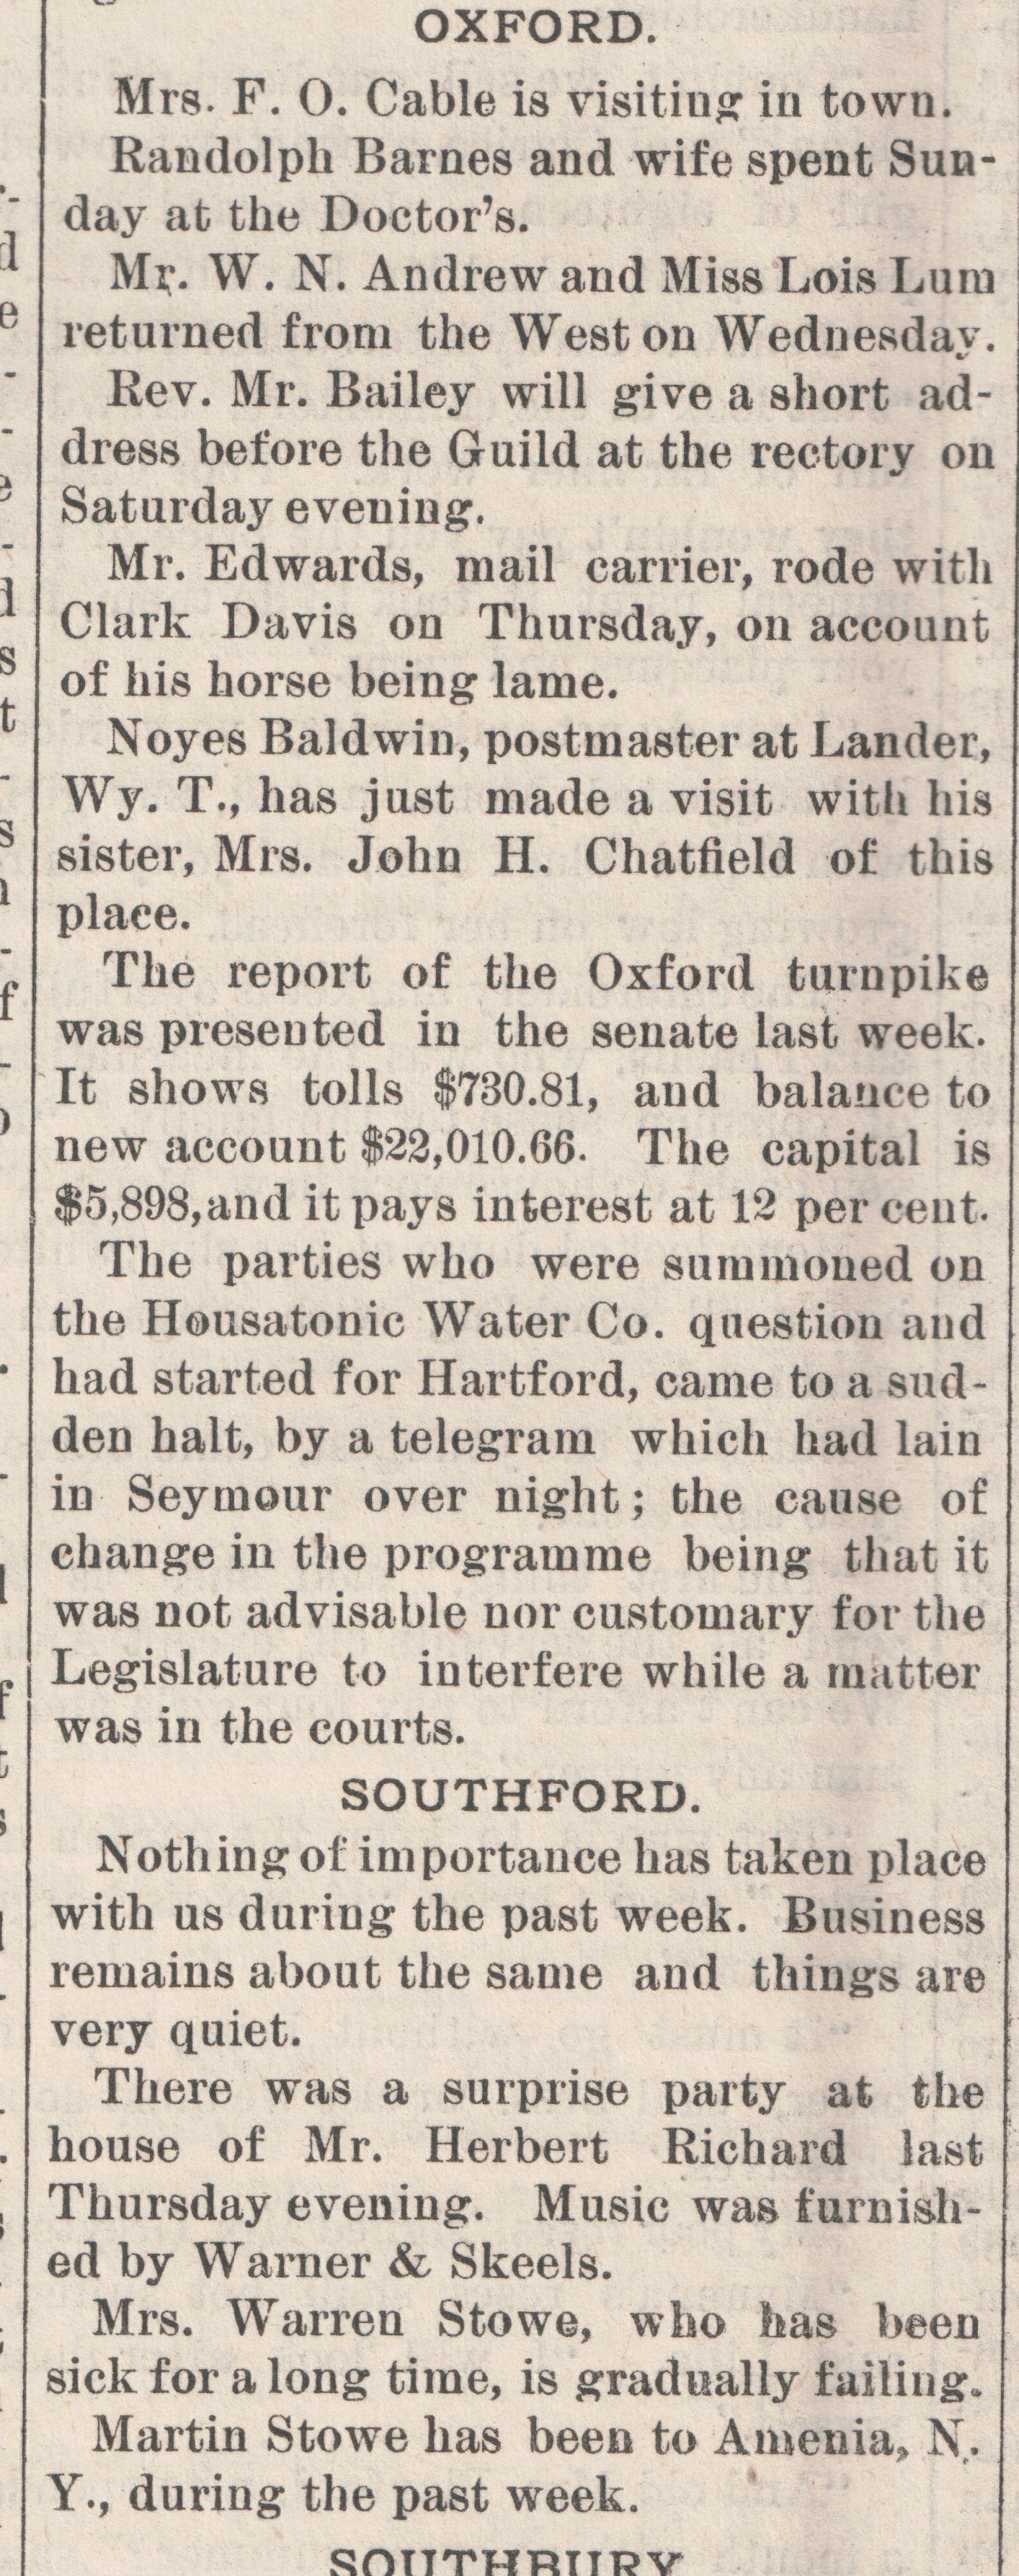 OXFORD.
Mrs. F. O. Cable is visiting in town.
Randolph Barnes and wife spent Sun-
day at the Doctor's.
Mr. W. N. Andrew and Miss Lois Lum
returned from the West on Wednesday.
Rev. Mr. Bailey will give a short ad-
dress before the Guild at the rectory on
Saturday evening.
Mr. Edwards, mail carrier, rode with
Clark Davis on Thursday, on account
of his horse being lame.
Noyes Baldwin, postmaster at Lander,
Wy. T., has just made a visit with his
sister, Mrs. John H. Chatfield of this
place.
The report of the Oxford turnpike
was presented in the senate last week.
It shows tolls $730.81, and balance to
new account $22,010.66. The capital is
$5,898, and it pays interest at 12 per cent.
The parties who were summoned on
the Housatonic Water Co. question and
had started for Hartford, came to a sud-
den halt, by a telegram which had lain
in Seymour over night; the cause of
change in the programme being that it
was not advisable nor customary for the
Legislature to interfere while a matter
was in the courts.
SOUTHFORD.
Nothing of importance has taken place
with us during the past week. Business
remains about the same and things are
very quiet.
There was a surprise party at the
house of Mr. Herbert Richard last
Thursday evening. Music was furnish-
ed by Warner & Skeels.
Mrs. Warren Stowe, who has been
sick for a long time, is gradually failing.
Martin Stowe has been to Amenia, N.
Y., during the past week.
SOUTHBURY